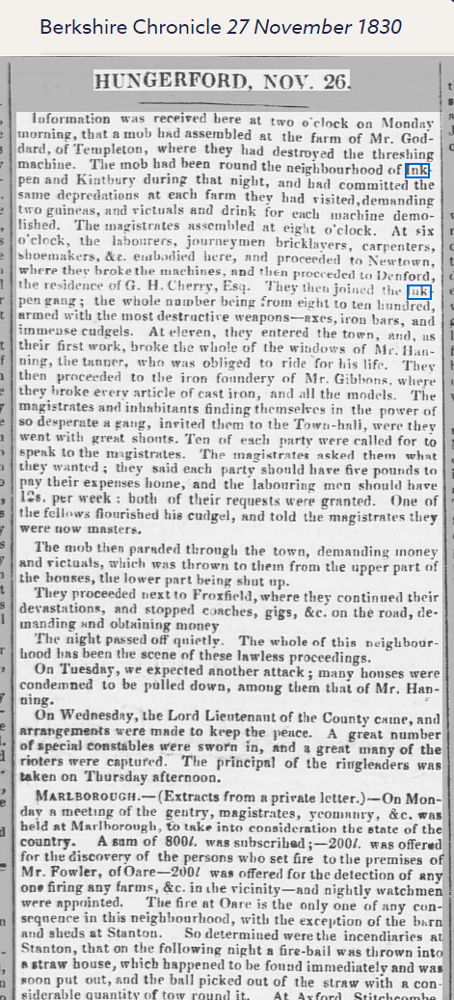 Berkshire Chronicle 27 November 1830
HUNGERFORD, NOV. 26.
Information was received here at two o'clock on Monday
morning, that a mob had assembled at the farm of Mr. God-
dard, of Templeton, where they had destroyed the threshing
machine. The mob had been round the neighbourhood of Ink-
pen and Kintbury during that night, and had committed the
same depredations at each farm they had visited, demanding
two guineas, and victuals and drink for each machine demo-
lished. The magistrates assembled at eight o'clock. At six
o'clock, the labourers, journeymen bricklayers, carpenters,
shoemakers, &c. embodied here, and proceeded to Newtown,
where they broke the machines, and then proceeded to Denford,
the residence of G. H. Cherry, Esq. They then joined the Ink-
pen gang; the whole number being from eight to ten hundred,
armed with the most destructive weapons—axes, iron bars, and
immense cudgels. At eleven, they entered the town, and, as
their first work, broke the whole of the windows of Mr. Han-
ning, the tanner, who was obliged to ride for his life. They
then proceeded to the iron foundery of Mr. Gibbons, where
they broke every article of cast iron, and all the models. The
magistrates and inhabitants finding themselves in the power of
so desperate a gang, invited them to the Town-hall, were they
went with great shouts. Ten of each party were called for to
speak to the magistrates. The magistrates asked them what
they wanted; they said each party should have five pounds to
pay their expenses home, and the labouring men should have
12s. per week: both of their requests were granted. One of
the fellows flourished his cudgel, and told the magistrates they
were now masters.
The mob then paraded through the town, demanding money
and victuals, which was thrown to them from the upper part of
the houses, the lower part being shut up.
They proceeded next to Froxfield, where they continued their
devastations, and stopped coaches, gigs, &c. on the road, de-
manding and obtaining money
The night passed off quietly. The whole of this neighbour-
hood has been the scene of these lawless proceedings.
On Tuesday, we expected another attack; many houses were
condemned to be pulled down, among them that of Mr. Han-
ning.
On Wednesday, the Lord Lieutenant of the County came, and
arrangements were made to keep the peace. A great number
of special constables were sworn in, and a great many of the
rioters were captured. The principal of the ringleaders was
taken on Thursday afternoon.
MARLBOROUGH.—(Extracts from a private letter.)—On Mon-
day a meeting of the gentry, magistrates, yeomanry, &c. was
held at Marlborough, to take into consideration the state of the
country. A sum of 800l. was subscribed;—200l. was offered
for the discovery of the persons who set fire to the premises of
Mr. Fowler, of Oare—200l was offered for the detection of any
one firing any farms, &c. in the vicinity—and nightly watchmen
were appointed. The fire at Oare is the only one of any con-
sequence in this neighbourhood, with the exception of the barn
and sheds at Stanton. So determined were the incendiaries at
Stanton, that on the following night a fire-ball was thrown into
a straw house, which happened to be found immediately and was
soon put out, and the ball picked out of the straw with a con-
siderable quantity of tow round it. At Axford, Stitchcombe